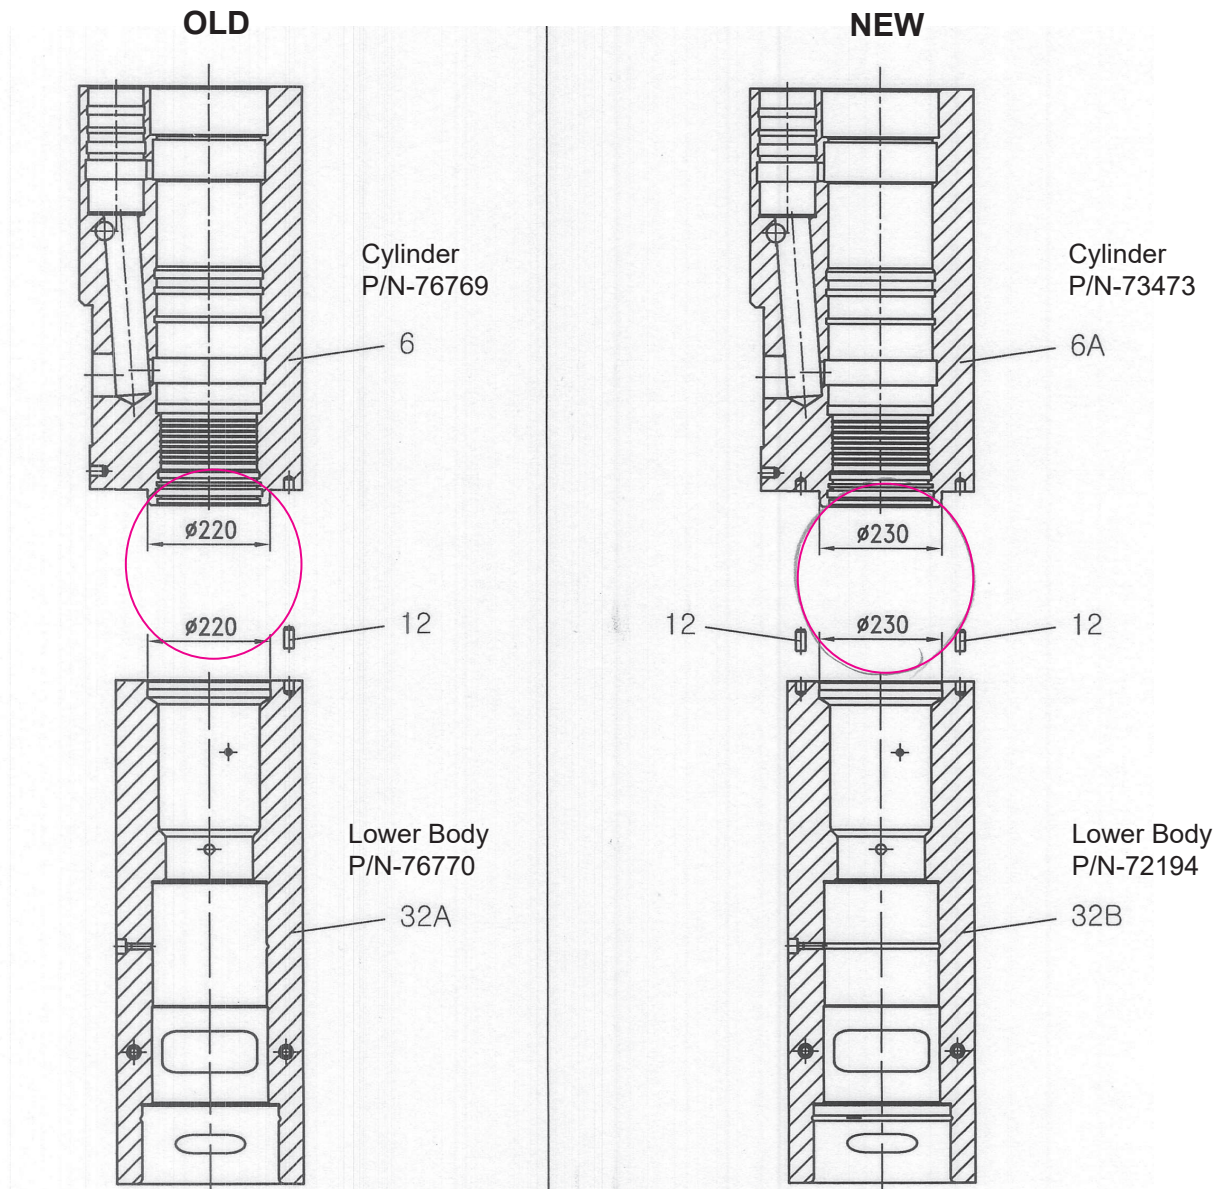 OLD
NEW
Cylinder
P/N-76769
6
ø220
ø220
12
Lower Body
P/N-76770
32A
Cylinder
P/N-73473
6A
ø230
12
ø230
12
Lower Body
P/N-72194
32B